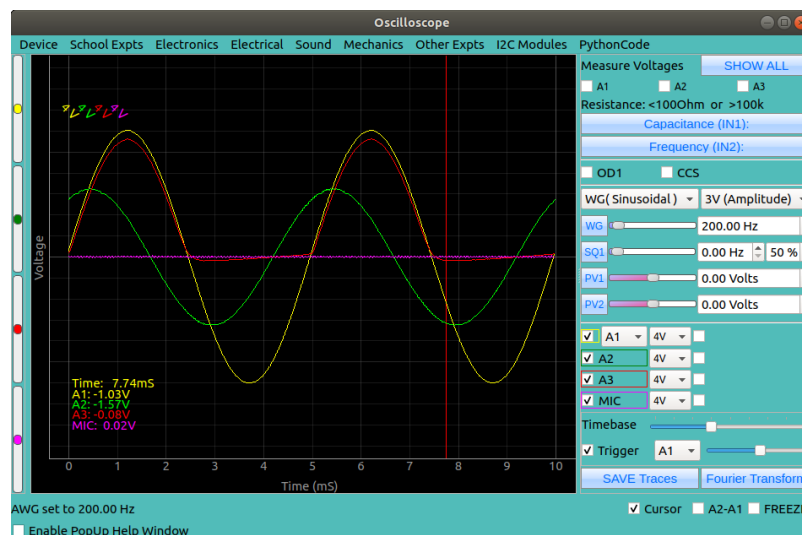 Oscilloscope
Device School Expts Electronics Electrical Sound Mechanics Other Expts I2C Modules PythonCode
Measure Voltages SHOW ALL
A1 A2 A3
Resistance: <100Ohm or >100k
Capacitance (IN1):
Frequency (IN2):
OD1 CCS
WG( Sinusoidal ) 3V (Amplitude)
WG 200.00 Hz
SQ1 0.00 Hz 50 %
PV1 0.00 Volts
PV2 0.00 Volts
A1 4V
A2 4V
A3 4V
MIC 4V
Timebase
Trigger A1
SAVE Traces Fourier Transform
Cursor A2-A1 FREEZE
4V 4V 4V 4V
Voltage
Time: 7.74mS
A1: -1.03V
A2: -1.57V
A3: -0.08V
MIC: 0.02V
0 1 2 3 4 5 6 7 8 9 10
Time (mS)
AWG set to 200.00 Hz
Enable PopUp Help Window